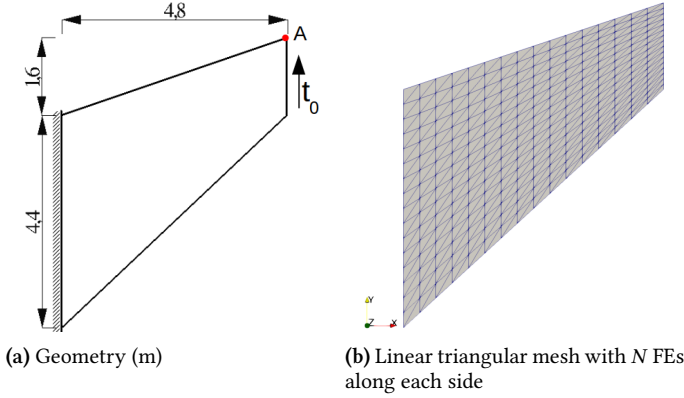 4,8
A
1,6
t0
4,4
Y
Z
X
(a) Geometry (m)
(b) Linear triangular mesh with N FEs
along each side